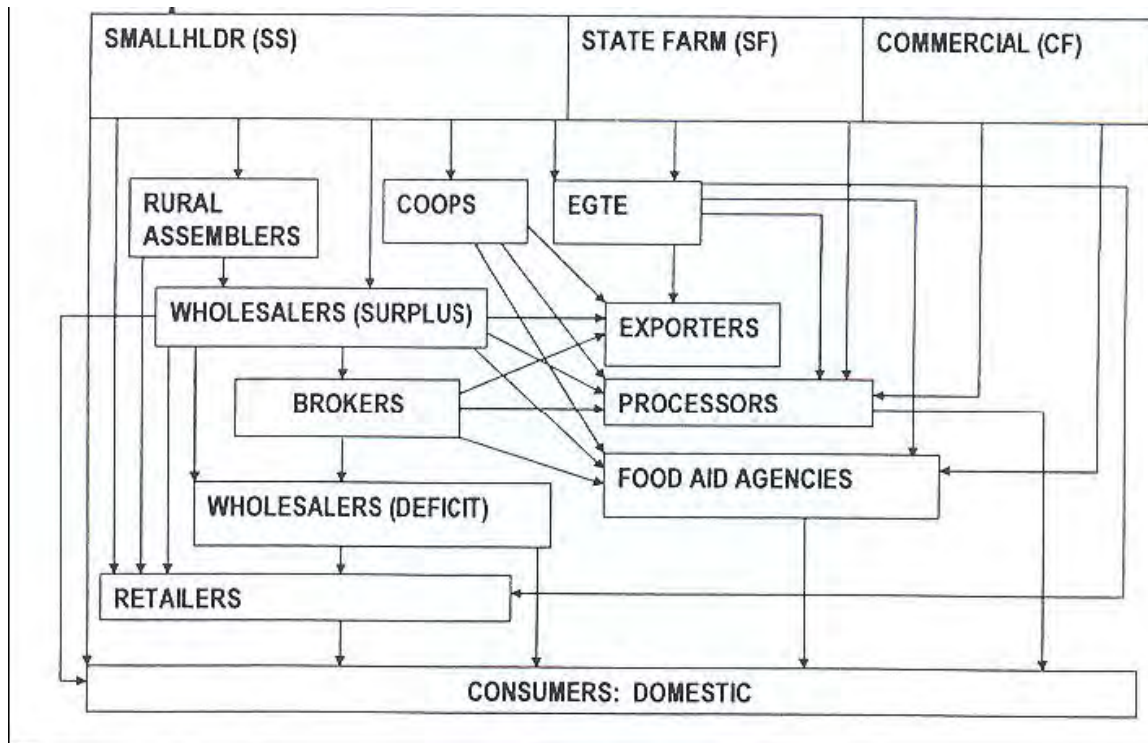 SMALLHLDR (SS)
STATE FARM (SF)
COMMERCIAL (CF)
RURAL
ASSEMBLERS
COOPS
EGTE
WHOLESALERS (SURPLUS)
EXPORTERS
BROKERS
PROCESSORS
FOOD AID AGENCIES
WHOLESALERS (DEFICIT)
RETAILERS
CONSUMERS: DOMESTIC